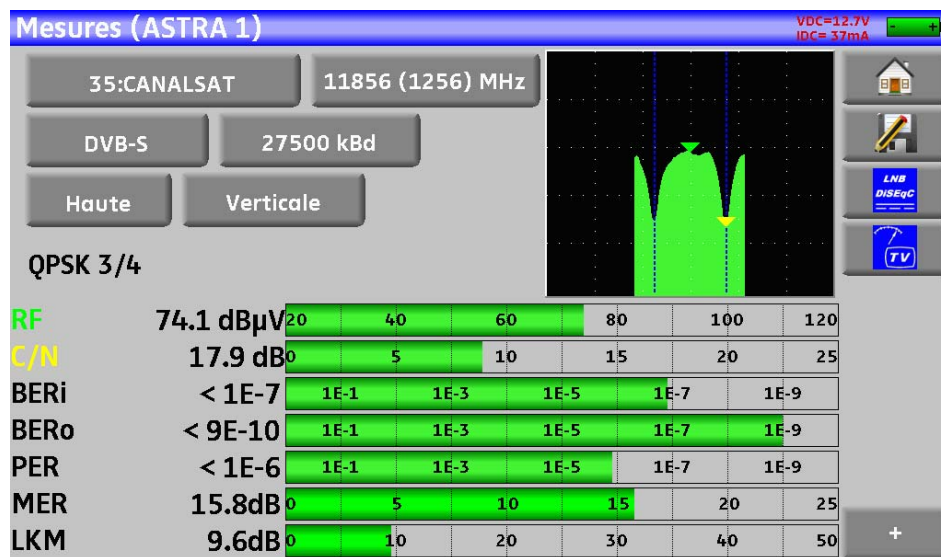 Mesures (ASTRA 1)
VDC=12.7V
IDC= 37mA
- +
35:CANALSAT
11856 (1256) MHz
DVB-S
27500 kBd
Haute
Verticale
LNB
DiSEqC
TV
QPSK 3/4
RF 74.1 dBµV 20 40 60 80 100 120
C/N 17.9 dB 0 5 10 15 20 25
BERi < 1E-7 1E-1 1E-3 1E-5 1E-7 1E-9
BERo < 9E-10 1E-1 1E-3 1E-5 1E-7 1E-9
PER < 1E-6 1E-1 1E-3 1E-5 1E-7 1E-9
MER 15.8dB 0 5 10 15 20 25
LKM 9.6dB 0 10 20 30 40 50
+